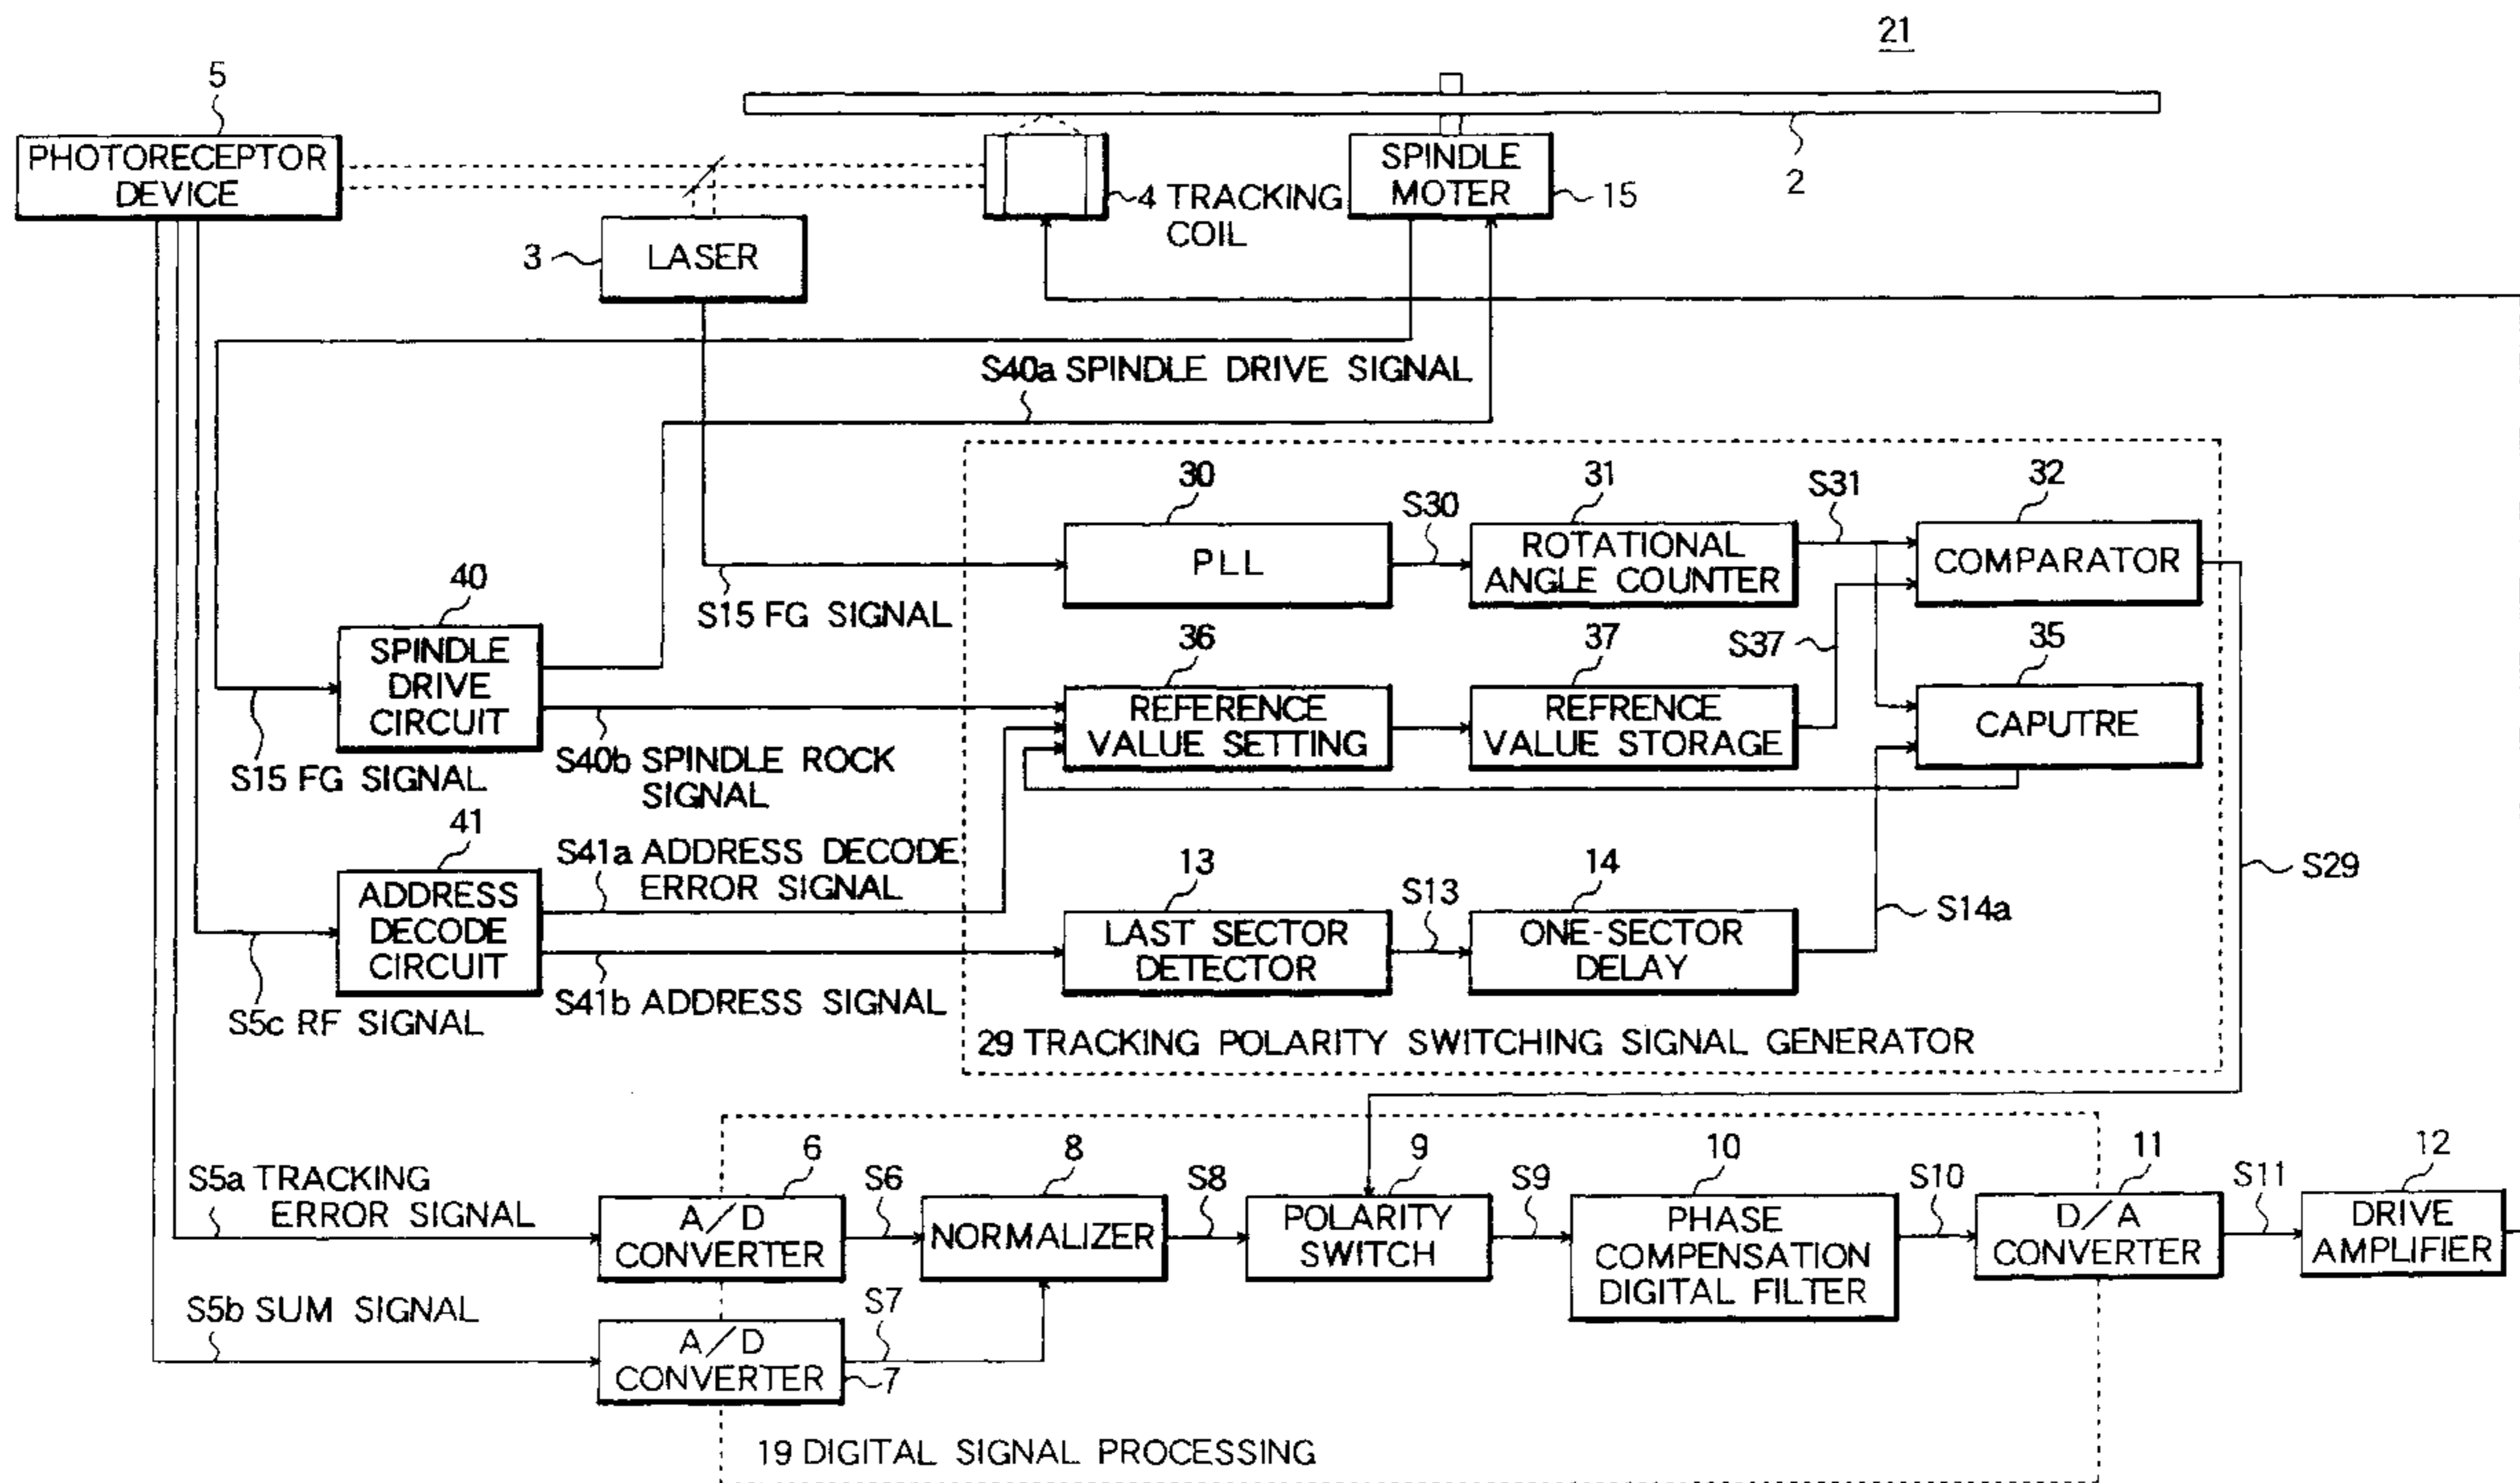 21
5
PHOTORECEPTOR
DEVICE
SPINDLE
MOTER
15
2
4 TRACKING
COIL
3
LASER
S40a SPINDLE DRIVE SIGNAL
30
S30
31
S31
32
PLL
ROTATIONAL
ANGLE COUNTER
COMPARATOR
S15 FG SIGNAL
40
SPINDLE
DRIVE
CIRCUIT
36
37
S37
35
REFERENCE
VALUE SETTING
REFRENCE
VALUE STORAGE
CAPUTRE
S15 FG SIGNAL
S40b SPINDLE ROCK
SIGNAL
41
S41a ADDRESS DECODE
ERROR SIGNAL
ADDRESS
DECODE
CIRCUIT
13
S13
14
S29
LAST SECTOR
DETECTOR
ONE-SECTOR
DELAY
S14a
S5c RF SIGNAL
S41b ADDRESS SIGNAL
29 TRACKING POLARITY SWITCHING SIGNAL GENERATOR
S5a TRACKING
ERROR SIGNAL
6
A/D
CONVERTER
S6
8
NORMALIZER
S8
9
POLARITY
SWITCH
S9
10
PHASE
COMPENSATION
DIGITAL FILTER
S10
11
D/A
CONVERTER
S11
12
DRIVE
AMPLIFIER
S5b SUM SIGNAL
A/D
CONVERTER
S7
7
19 DIGITAL SIGNAL PROCESSING